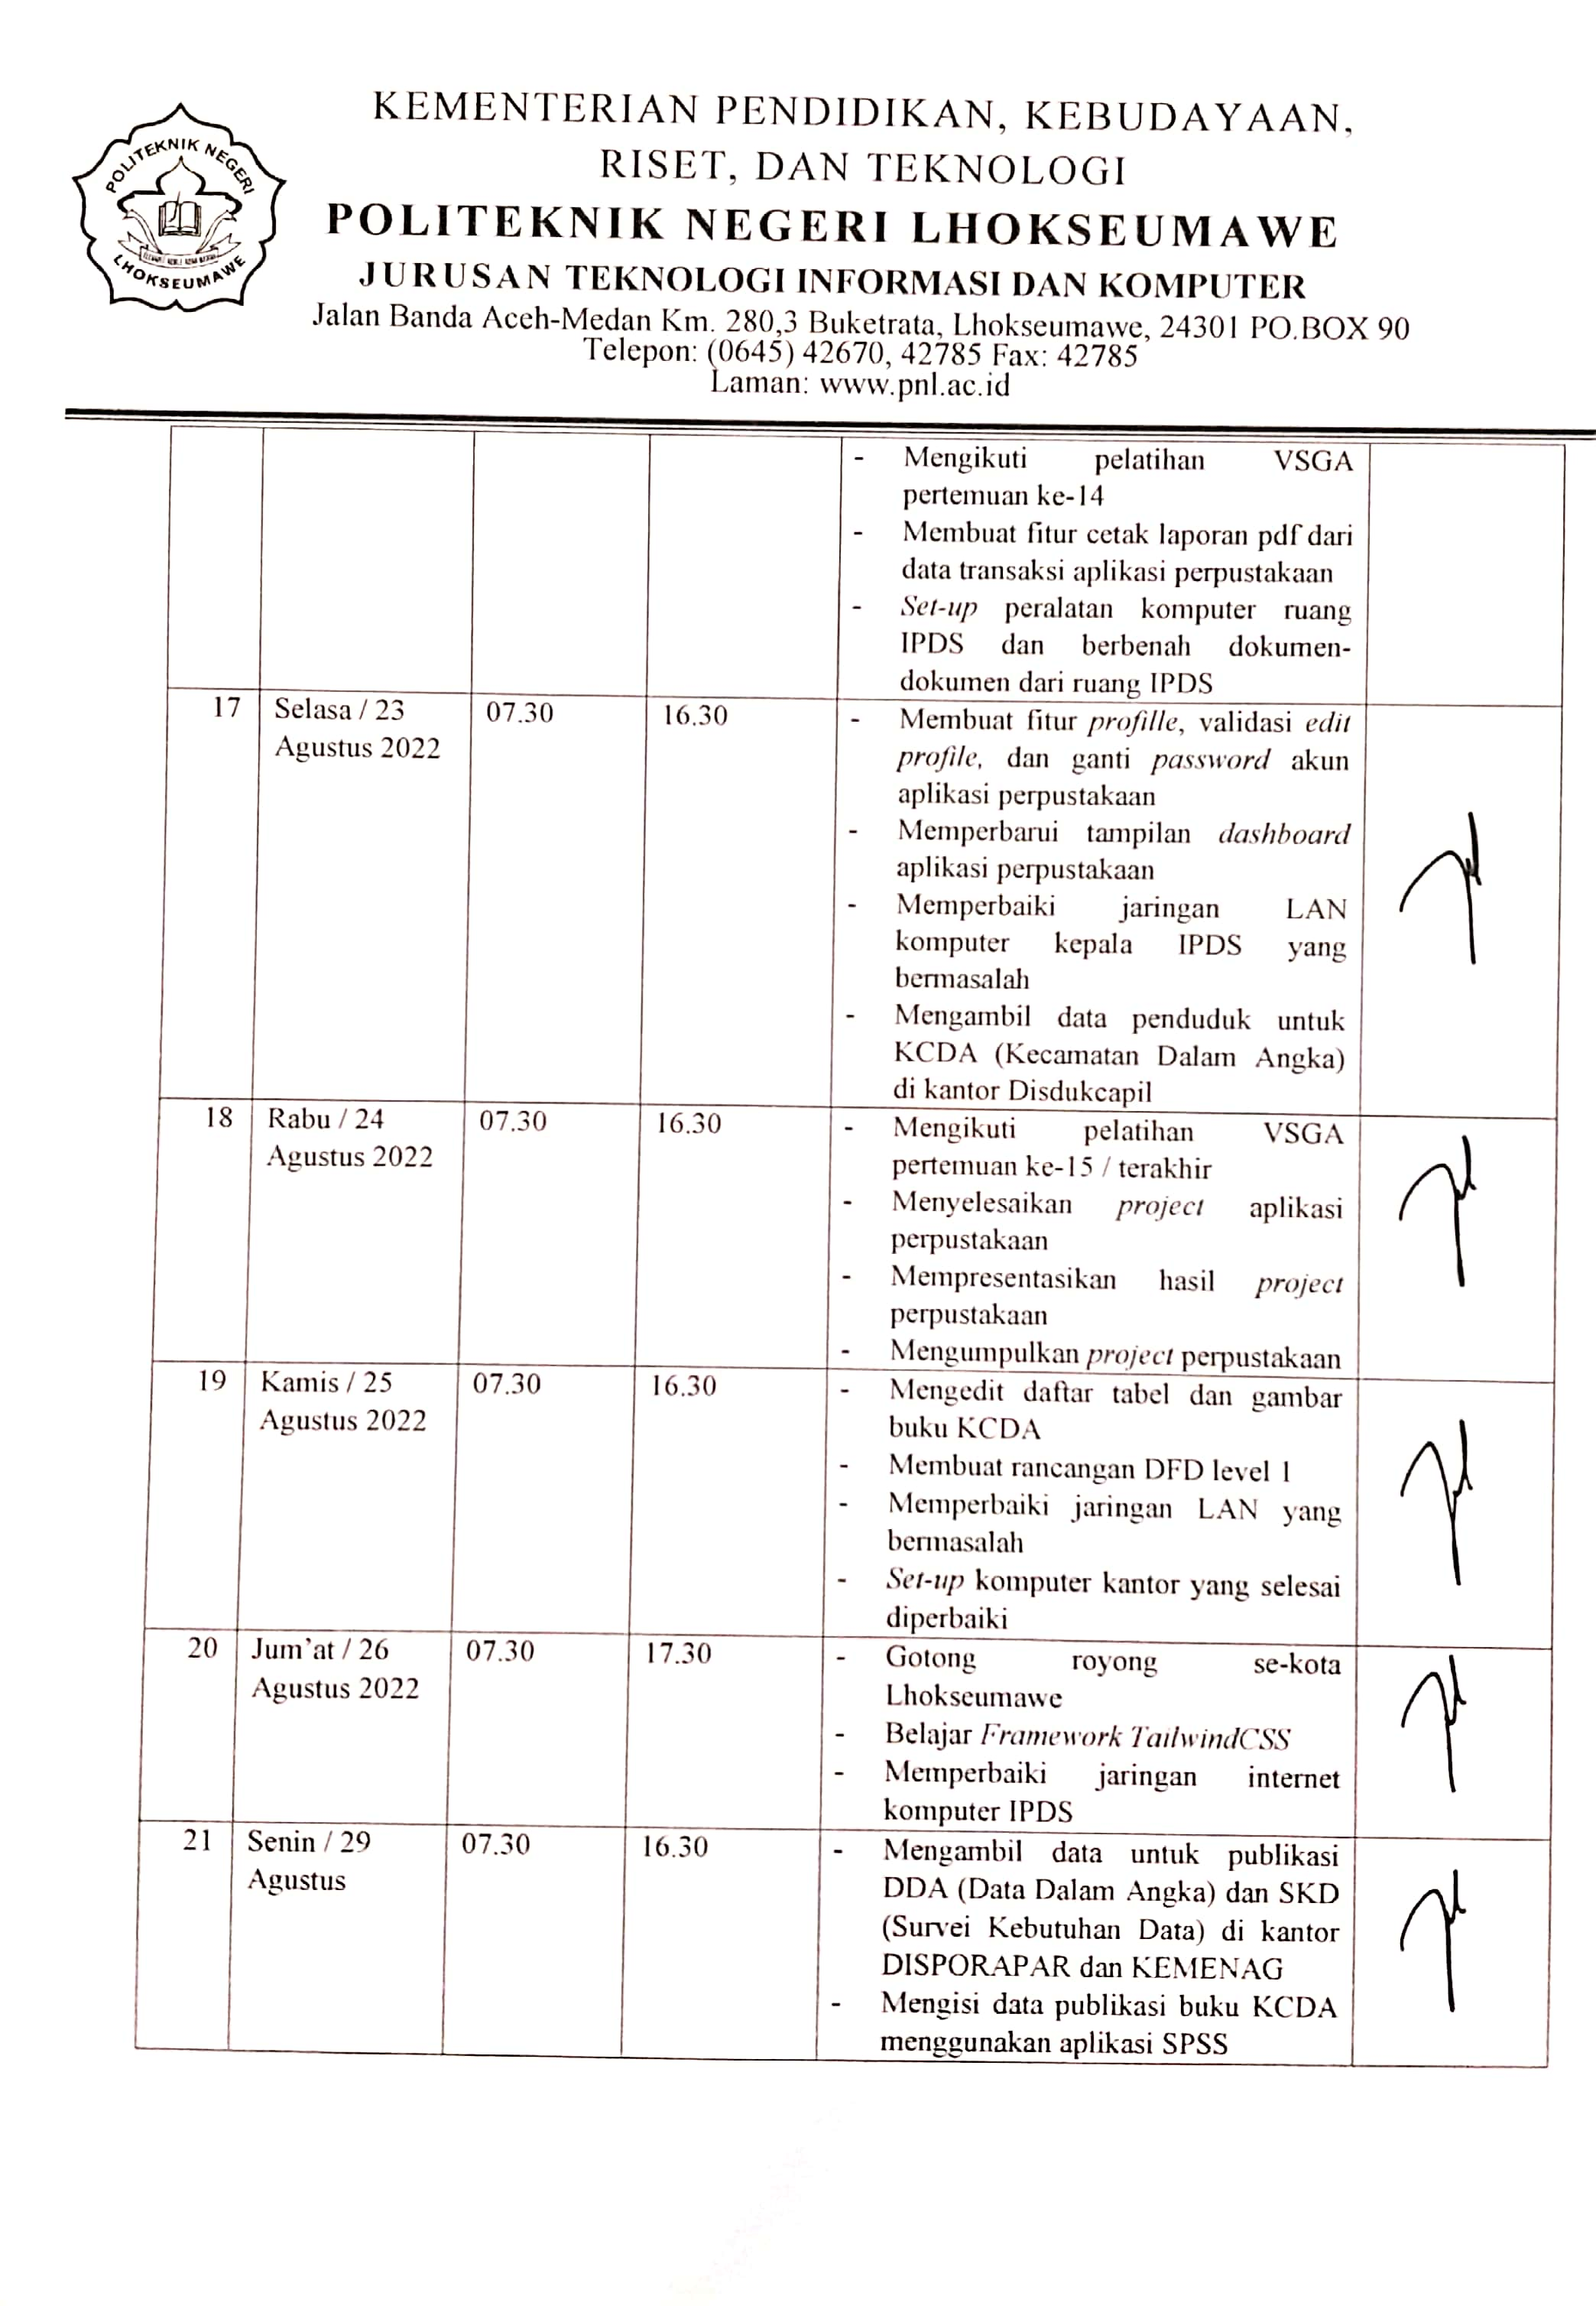 KEMENTERIAN PENDIDIKAN, KEBUDAYAAN,
RISET, DAN TEKNOLOGI
POLITEKNIK NEGERI LHOKSEUMAWE
JURUSAN TEKNOLOGI INFORMASI DAN KOMPUTER
Jalan Banda Aceh-Medan Km. 280,3 Buketrata, Lhokseumawe, 24301 PO.BOX 90
Telepon: (0645) 42670, 42785 Fax: 42785
Laman: www.pnl.ac.id
POLITEKNIK NEGERI
LHOKSEUMAWE
- Mengikuti pelatihan VSGA
pertemuan ke-14
- Membuat fitur cetak laporan pdf dari
data transaksi aplikasi perpustakaan
- Set-up peralatan komputer ruang
IPDS dan berbenah dokumen-
dokumen dari ruang IPDS
17 Selasa / 23 07.30 16.30 - Membuat fitur profille, validasi edit
Agustus 2022 profile, dan ganti password akun
aplikasi perpustakaan
- Memperbarui tampilan dashboard
aplikasi perpustakaan
- Memperbaiki jaringan LAN
komputer kepala IPDS yang
bermasalah
- Mengambil data penduduk untuk
KCDA (Kecamatan Dalam Angka)
di kantor Disdukcapil
18 Rabu / 24 07.30 16.30 - Mengikuti pelatihan VSGA
Agustus 2022 pertemuan ke-15 / terakhir
- Menyelesaikan project aplikasi
perpustakaan
- Mempresentasikan hasil project
perpustakaan
- Mengumpulkan project perpustakaan
19 Kamis / 25 07.30 16.30 - Mengedit daftar tabel dan gambar
Agustus 2022 buku KCDA
- Membuat rancangan DFD level 1
- Memperbaiki jaringan LAN yang
bermasalah
- Set-up komputer kantor yang selesai
diperbaiki
20 Jum’at / 26 07.30 17.30 - Gotong royong se-kota
Agustus 2022 Lhokseumawe
- Belajar Framework TailwindCSS
- Memperbaiki jaringan internet
komputer IPDS
21 Senin / 29 07.30 16.30 - Mengambil data untuk publikasi
Agustus DDA (Data Dalam Angka) dan SKD
(Survei Kebutuhan Data) di kantor
DISPORAPAR dan KEMENAG
- Mengisi data publikasi buku KCDA
menggunakan aplikasi SPSS